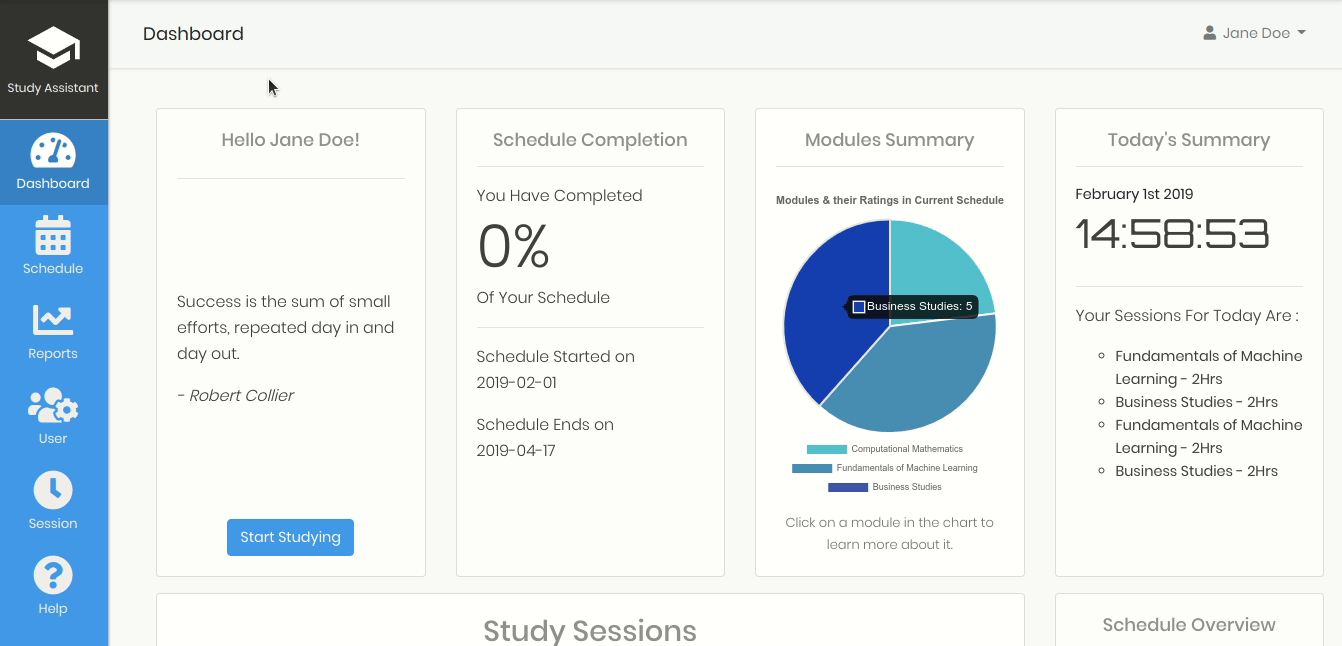 Study Assistant
Dashboard
Schedule
Reports
User
Session
Help
Dashboard
Jane Doe
Hello Jane Doe!
Success is the sum of small
efforts, repeated day in and
day out.
- Robert Collier
Start Studying
Schedule Completion
You Have Completed
0%
Of Your Schedule
Schedule Started on
2019-02-01
Schedule Ends on
2019-04-17
Modules Summary
Modules & their Ratings in Current Schedule
Business Studies: 5
Computational Mathematics
Fundamentals of Machine Learning
Business Studies
Click on a module in the chart to
learn more about it.
Today's Summary
February 1st 2019
14:58:53
Your Sessions For Today Are :
Fundamentals of Machine
Learning - 2Hrs
Business Studies - 2Hrs
Fundamentals of Machine
Learning - 2Hrs
Business Studies - 2Hrs
Study Sessions
Schedule Overview